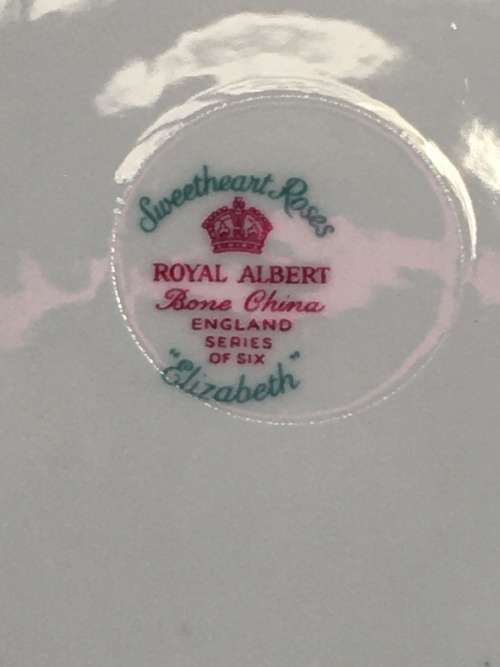 Sweetheart Roses
ROYAL ALBERT
Bone China
ENGLAND
SERIES
OF SIX
"Elizabeth"